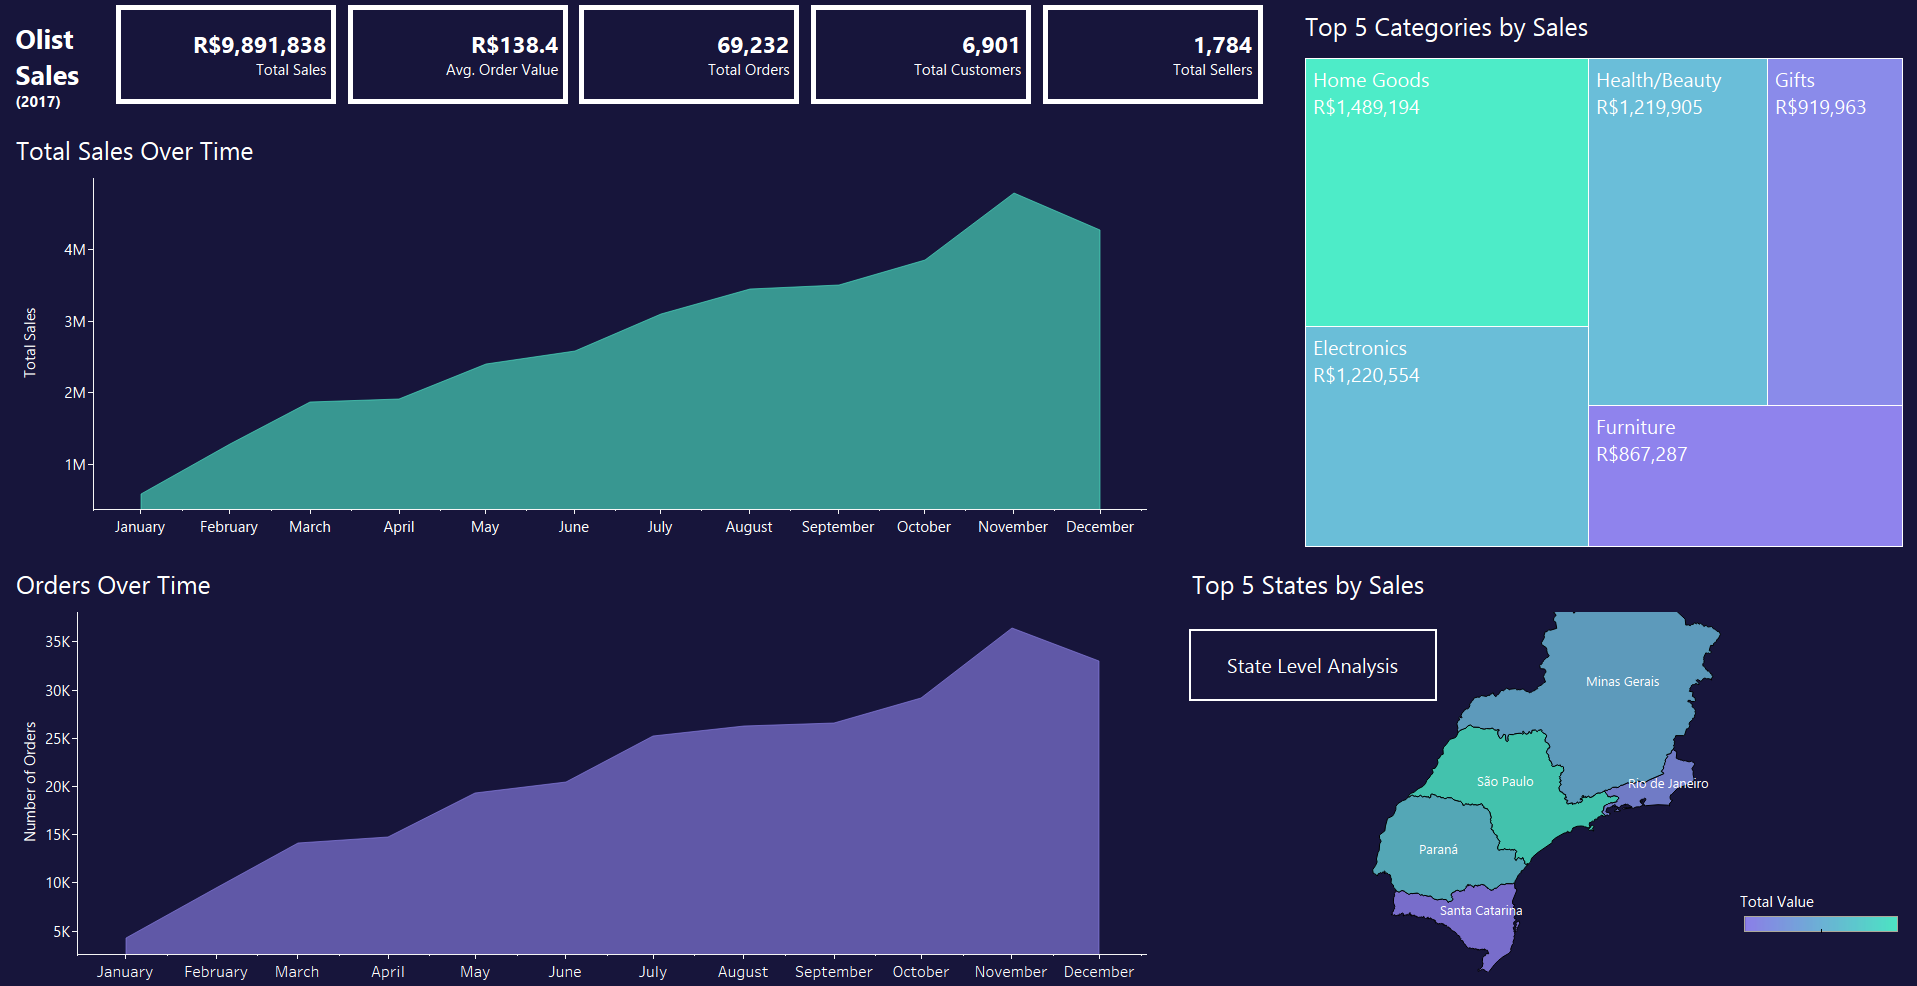 Olist
Sales
(2017)
R$9,891,838
Total Sales
R$138.4
Avg. Order Value
69,232
Total Orders
6,901
Total Customers
1,784
Total Sellers
Total Sales Over Time
Total Sales
4M
3M
2M
1M
January February March April May June July August September October November December
Top 5 Categories by Sales
Home Goods
R$1,489,194
Health/Beauty
R$1,219,905
Gifts
R$919,963
Electronics
R$1,220,554
Furniture
R$867,287
Orders Over Time
Number of Orders
35K
30K
25K
20K
15K
10K
5K
January February March April May June July August September October November December
Top 5 States by Sales
State Level Analysis
Minas Gerais
São Paulo
Rio de Janeiro
Paraná
Santa Catarina
Total Value